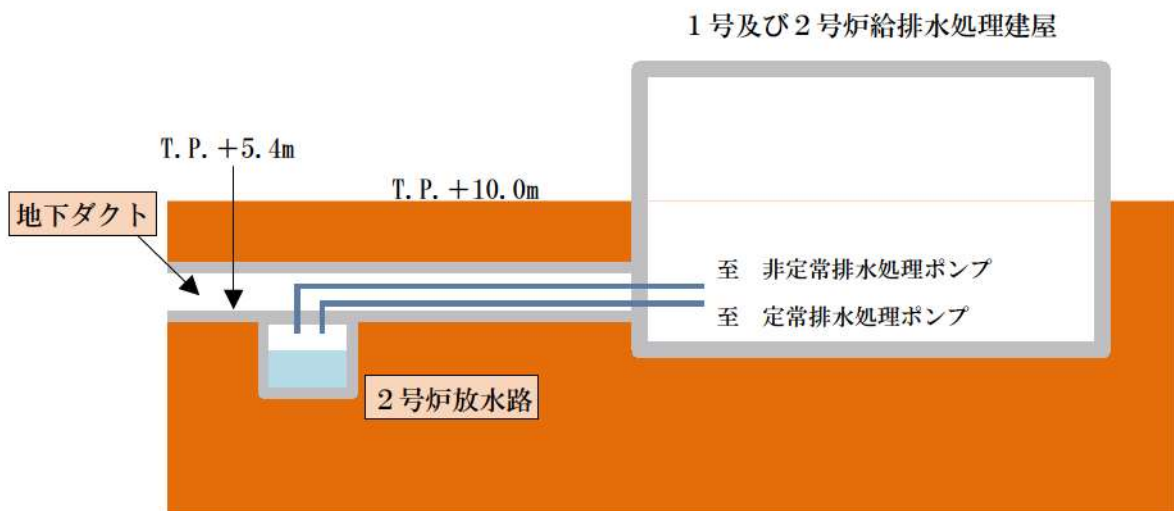 1号及び2号炉給排水処理建屋
T.P.+5.4m
T.P.+10.0m
地下ダクト
至 非定常排水処理ポンプ
至 定常排水処理ポンプ
2号炉放水路